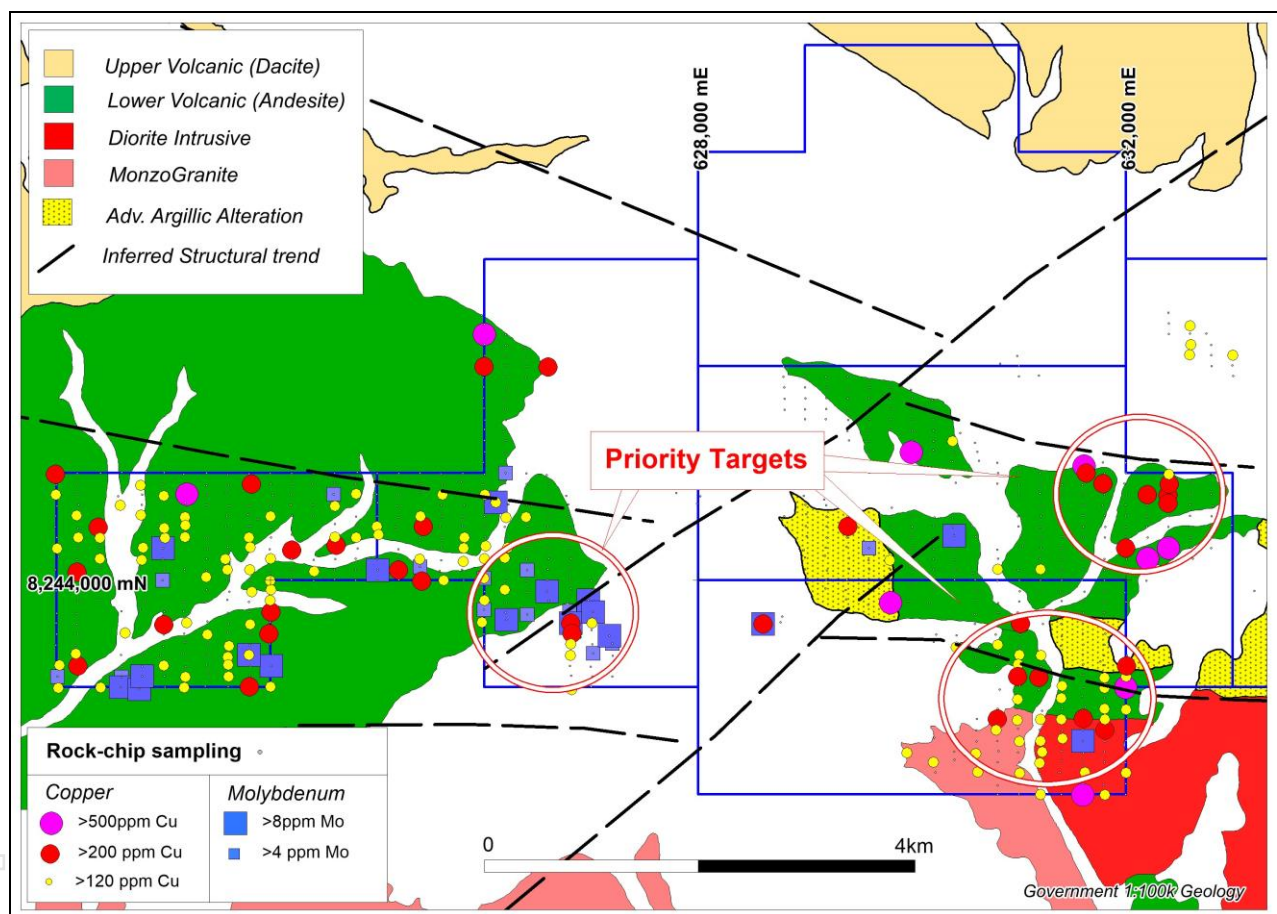 Upper Volcanic (Dacite)
Lower Volcanic (Andesite)
Diorite Intrusive
MonzoGranite
Adv. Argillic Alteration
Inferred Structural trend
628,000 mE
632,000 mE
Priority Targets
8,244,000 mN
Rock-chip sampling
Copper
Molybdenum
>500ppm Cu
>8ppm Mo
>200 ppm Cu
>4 ppm Mo
>120 ppm Cu
0
4km
Government 1:100k Geology